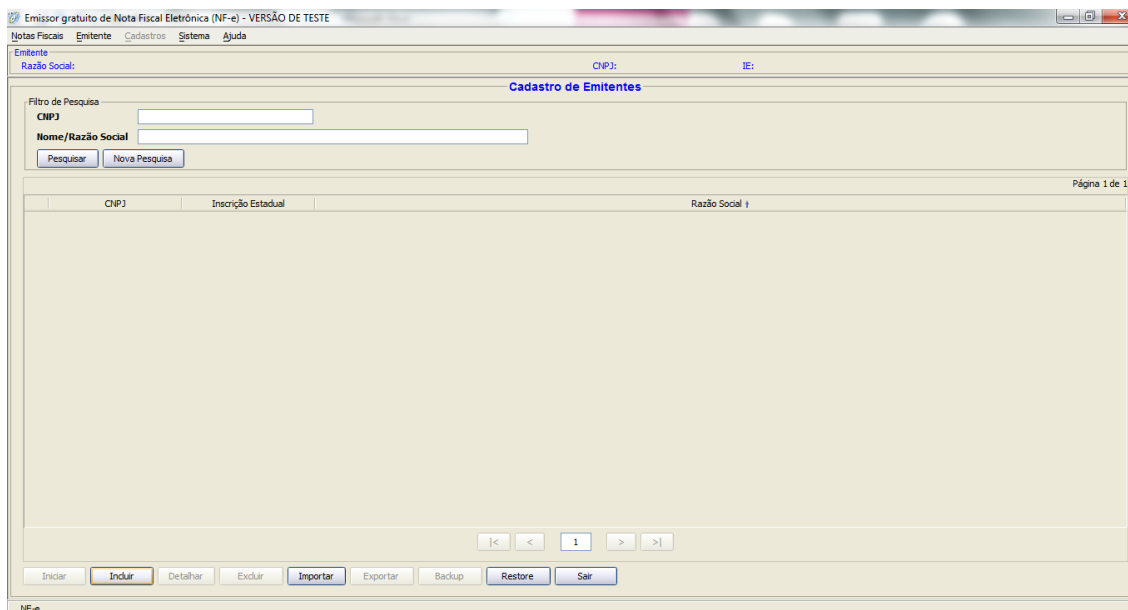 Emissor gratuito de Nota Fiscal Eletrônica (NF-e) - VERSÃO DE TESTE
Notas Fiscais Emitente Cadastros Sistema Ajuda
Emitente
Razão Social: CNPJ: IE:
Cadastro de Emitentes
Filtro de Pesquisa
CNPJ
Nome/Razão Social
Pesquisar Nova Pesquisa
Página 1 de 1
CNPJ Inscrição Estadual Razão Social
|< < 1 > >|
Iniciar Incluir Detalhar Excluir Importar Exportar Backup Restore Sair
NF-e